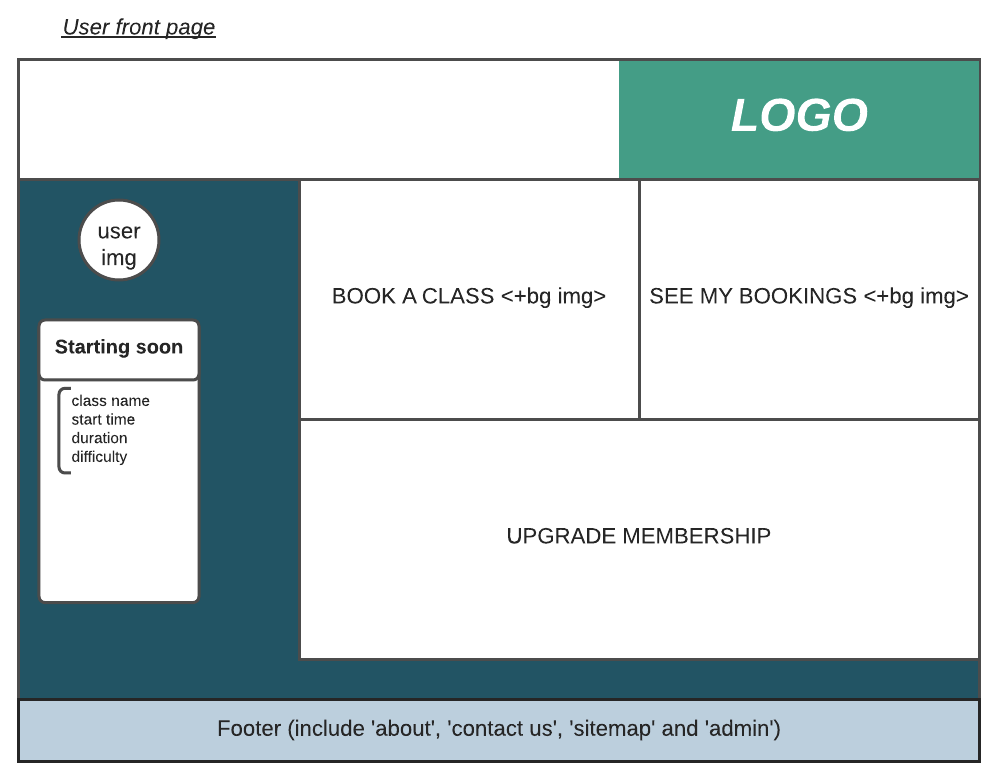 User front page
LOGO
user
img
BOOK A CLASS <+bg img>
SEE MY BOOKINGS <+bg img>
Starting soon
class name
start time
duration
difficulty
UPGRADE MEMBERSHIP
Footer (include 'about', 'contact us', 'sitemap' and 'admin')